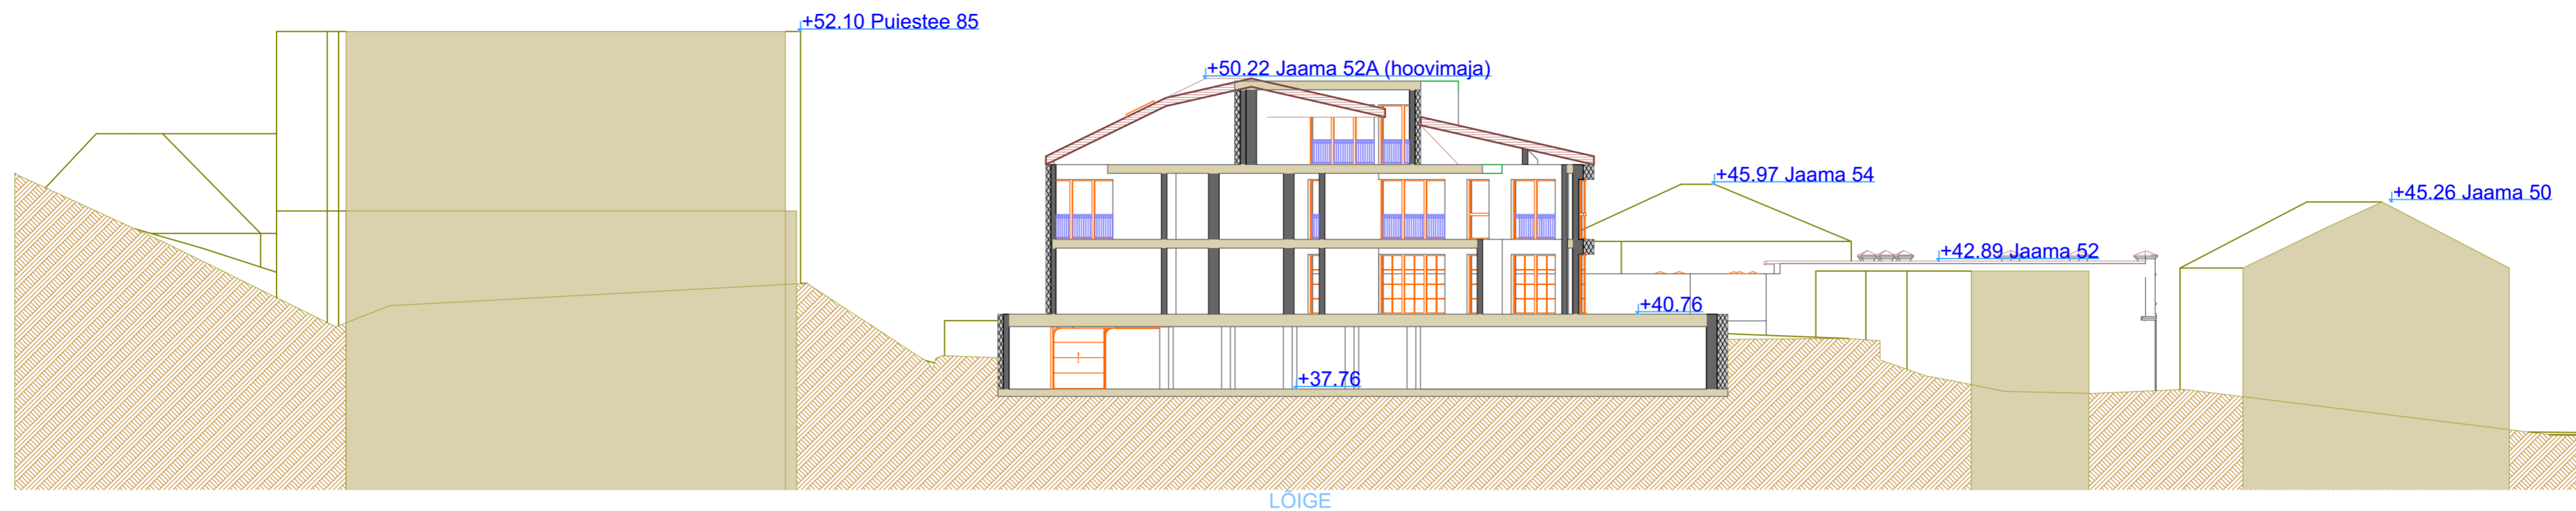 +52.10 Puiestee 85
+50.22 Jaama 52A (hoovimaja)
+45.97 Jaama 54
+45.26 Jaama 50
+42.89 Jaama 52
+40.76
+37.76
LÕIGE